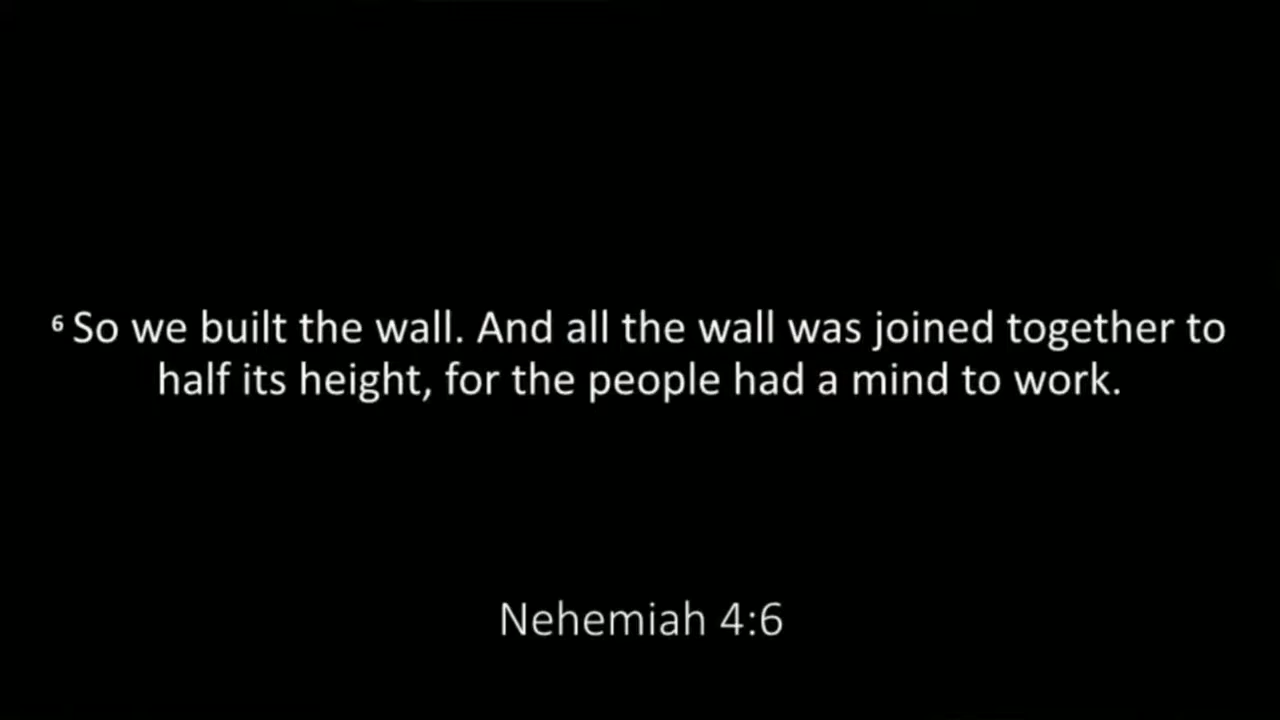 ⁶ So we built the wall. And all the wall was joined together to
half its height, for the people had a mind to work.
Nehemiah 4:6